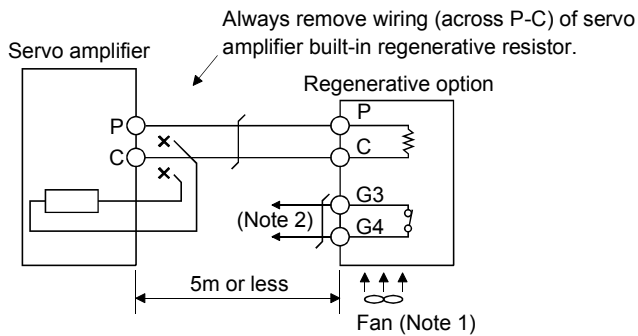 Always remove wiring (across P-C) of servo
amplifier built-in regenerative resistor.
Servo amplifier
Regenerative option
P
P
C
C
G3
(Note 2)
G4
5m or less
Fan (Note 1)